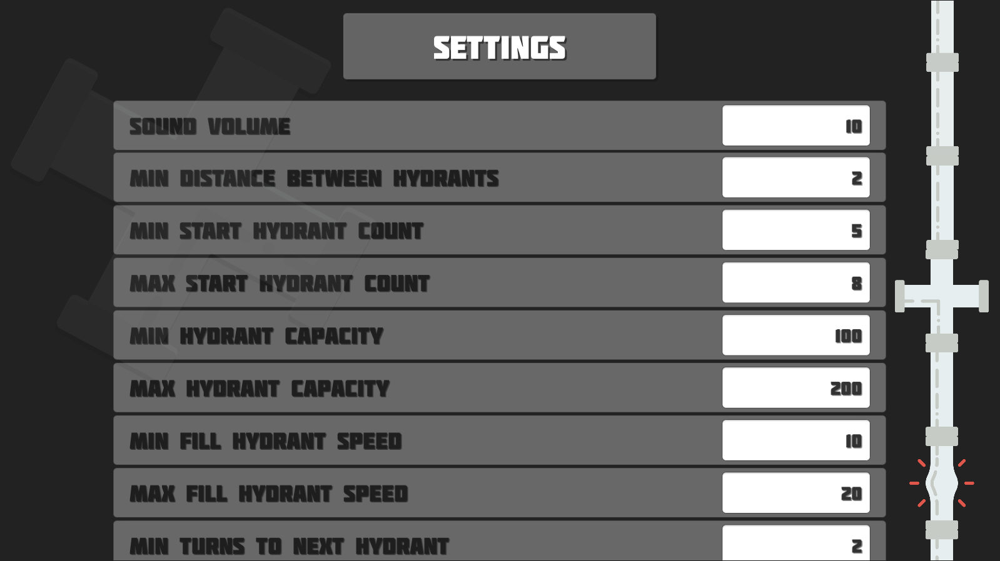 SETTINGS
SOUND VOLUME 10
MIN DISTANCE BETWEEN HYDRANTS 2
MIN START HYDRANT COUNT 5
MAX START HYDRANT COUNT 8
MIN HYDRANT CAPACITY 100
MAX HYDRANT CAPACITY 200
MIN FILL HYDRANT SPEED 10
MAX FILL HYDRANT SPEED 20
MIN TURNS TO NEXT HYDRANT 2